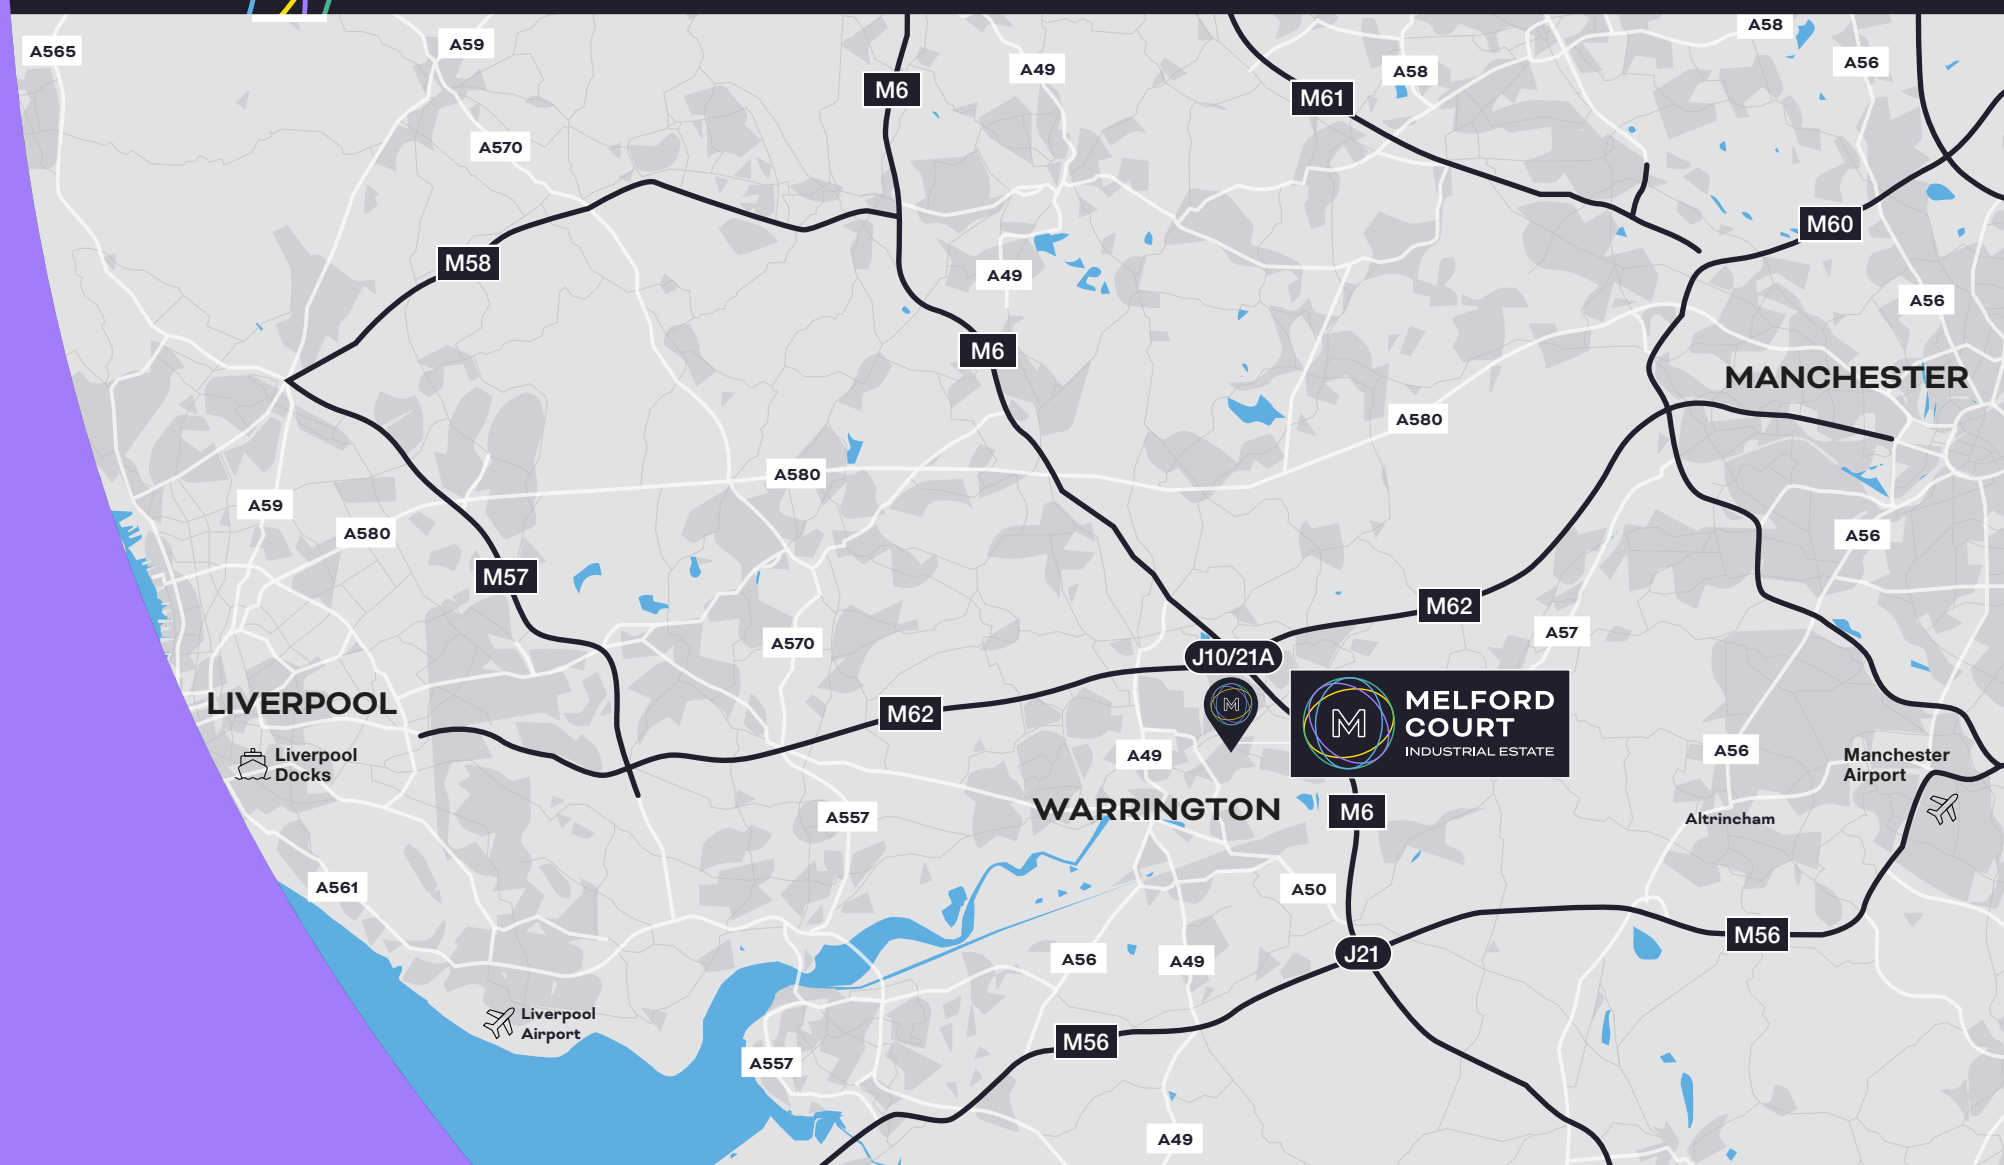 A58
A59
A565
A56
A49
A58
M6
M61
A570
M60
M58
A49
A56
M6
MANCHESTER
A580
A580
A59
A580
A56
M57
M62
A57
A570
J10/21A
LIVERPOOL
M62
M
M
MELFORD
COURT
INDUSTRIAL ESTATE
A49
A56
Liverpool
Docks
Manchester
Airport
WARRINGTON
M6
A557
Altrincham
A561
A50
M56
J21
A56
A49
Liverpool
Airport
M56
A557
A49